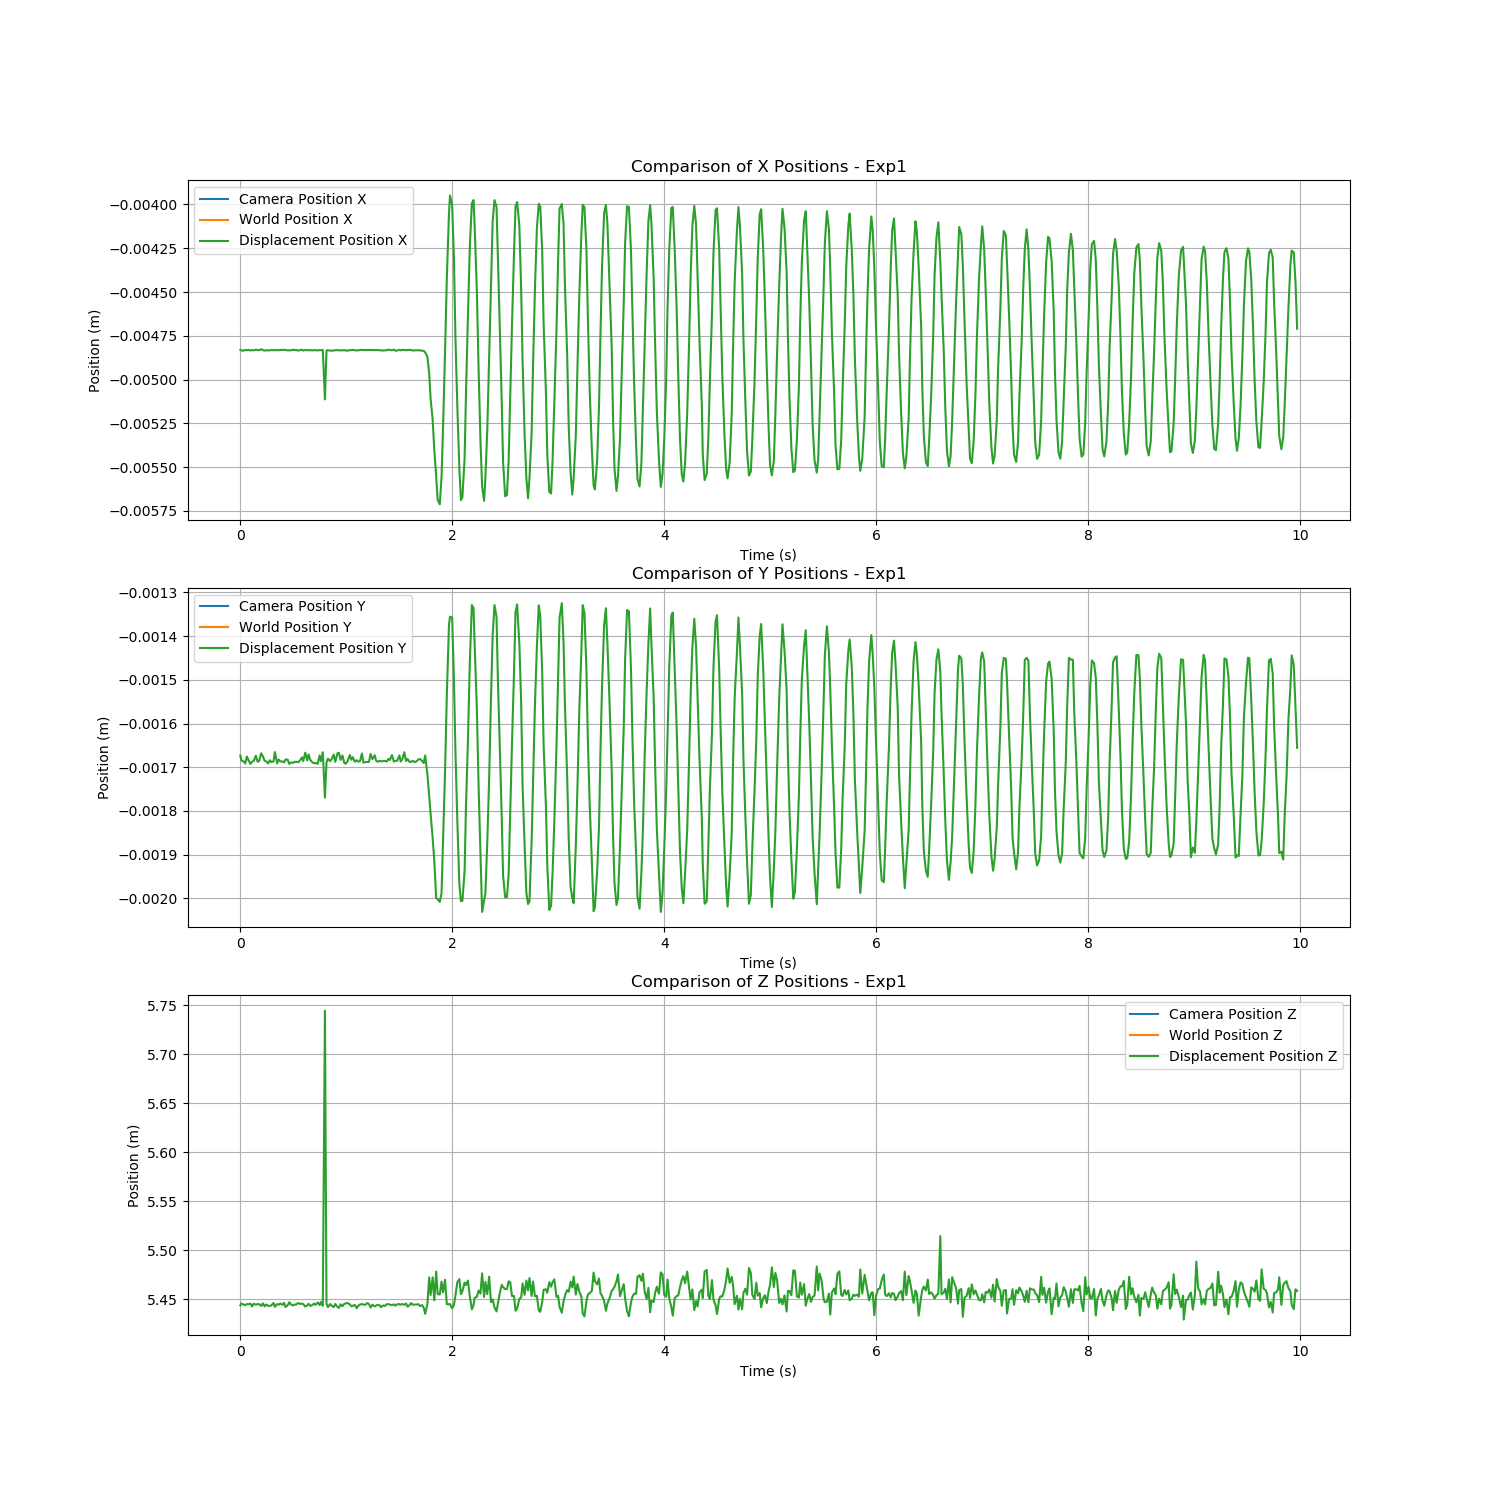 Comparison of X Positions - Exp1
Camera Position X
World Position X
Displacement Position X
Position (m)
−0.00400
−0.00425
−0.00450
−0.00475
−0.00500
−0.00525
−0.00550
−0.00575
0 2 4 6 8 10
Time (s)
Comparison of Y Positions - Exp1
Camera Position Y
World Position Y
Displacement Position Y
Position (m)
−0.0013
−0.0014
−0.0015
−0.0016
−0.0017
−0.0018
−0.0019
−0.0020
0 2 4 6 8 10
Time (s)
Comparison of Z Positions - Exp1
Camera Position Z
World Position Z
Displacement Position Z
Position (m)
5.75
5.70
5.65
5.60
5.55
5.50
5.45
0 2 4 6 8 10
Time (s)